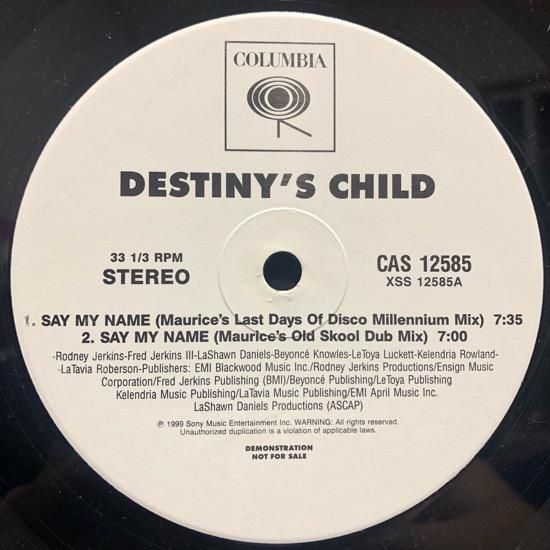 COLUMBIA
DESTINY'S CHILD
33 1/3 RPM
STEREO
CAS 12585
XSS 12585A
1. SAY MY NAME (Maurice's Last Days Of Disco Millennium Mix) 7:35
2. SAY MY NAME (Maurice's Old Skool Dub Mix) 7:00
-Rodney Jerkins-Fred Jerkins III-LaShawn Daniels-Beyoncé Knowles-LeToya Luckett-Kelendria Rowland-
-LaTavia Roberson-Publishers: EMI Blackwood Music Inc./Rodney Jerkins Productions/Ensign Music
Corporation/Fred Jerkins Publishing (BMI)/Beyoncé Publishing/LeToya Publishing
Kelendria Music Publishing/LaTavia Music Publishing/EMI April Music Inc.
LaShawn Daniels Productions (ASCAP)
℗ 1999 Sony Music Entertainment Inc. WARNING: All rights reserved.
Unauthorized duplication is a violation of applicable laws.
DEMONSTRATION
NOT FOR SALE